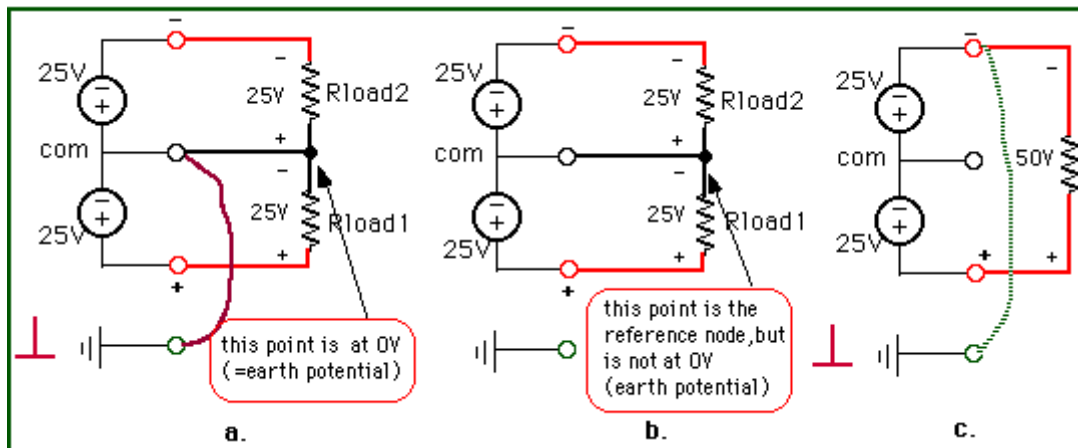 −
25V
−
+
−
25V
Rload2
+
com
−
25V
Rload1
+
−
+
25V
+
this point is at 0V
(=earth potential)
a.
−
25V
−
+
−
25V
Rload2
+
com
−
25V
Rload1
+
−
+
25V
+
this point is the
reference node,but
is not at 0V
(earth potential)
b.
−
25V
−
+
−
com
50V
−
+
25V
+
+
c.